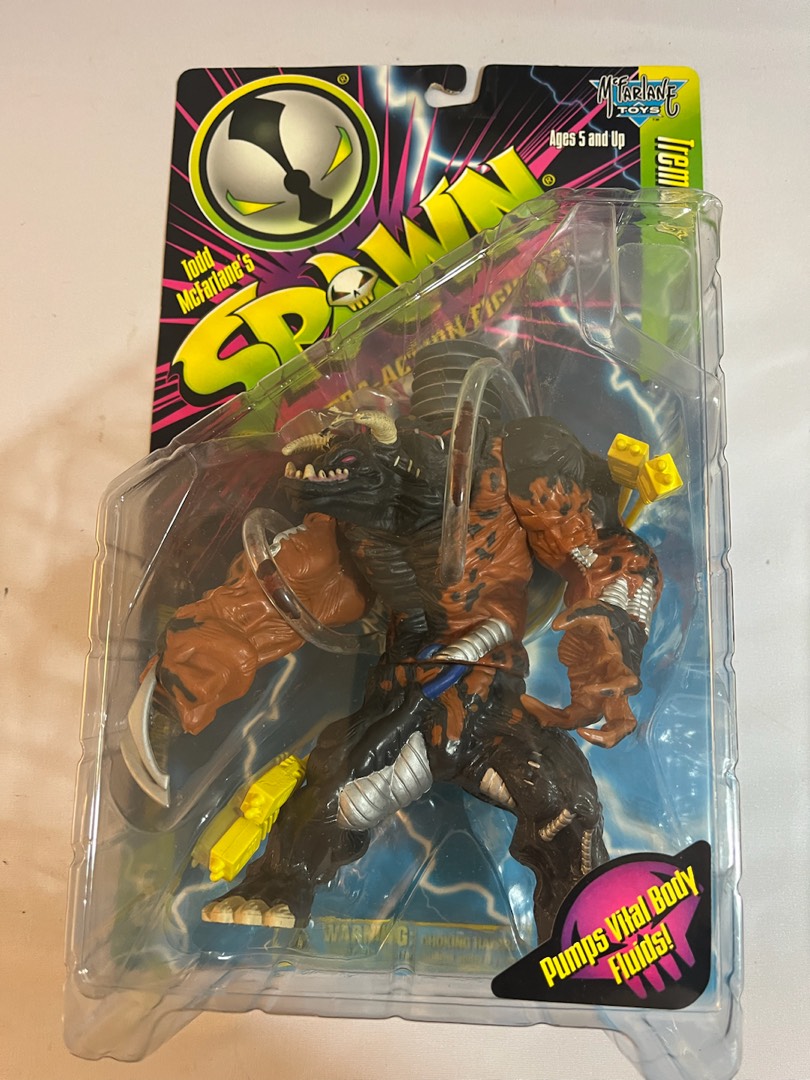 McFARLANE
TOYS
Ages 5 and Up
Todd
McFarlane's
SPAWN
WARNING:
Pumps Vital Body
Fluids!